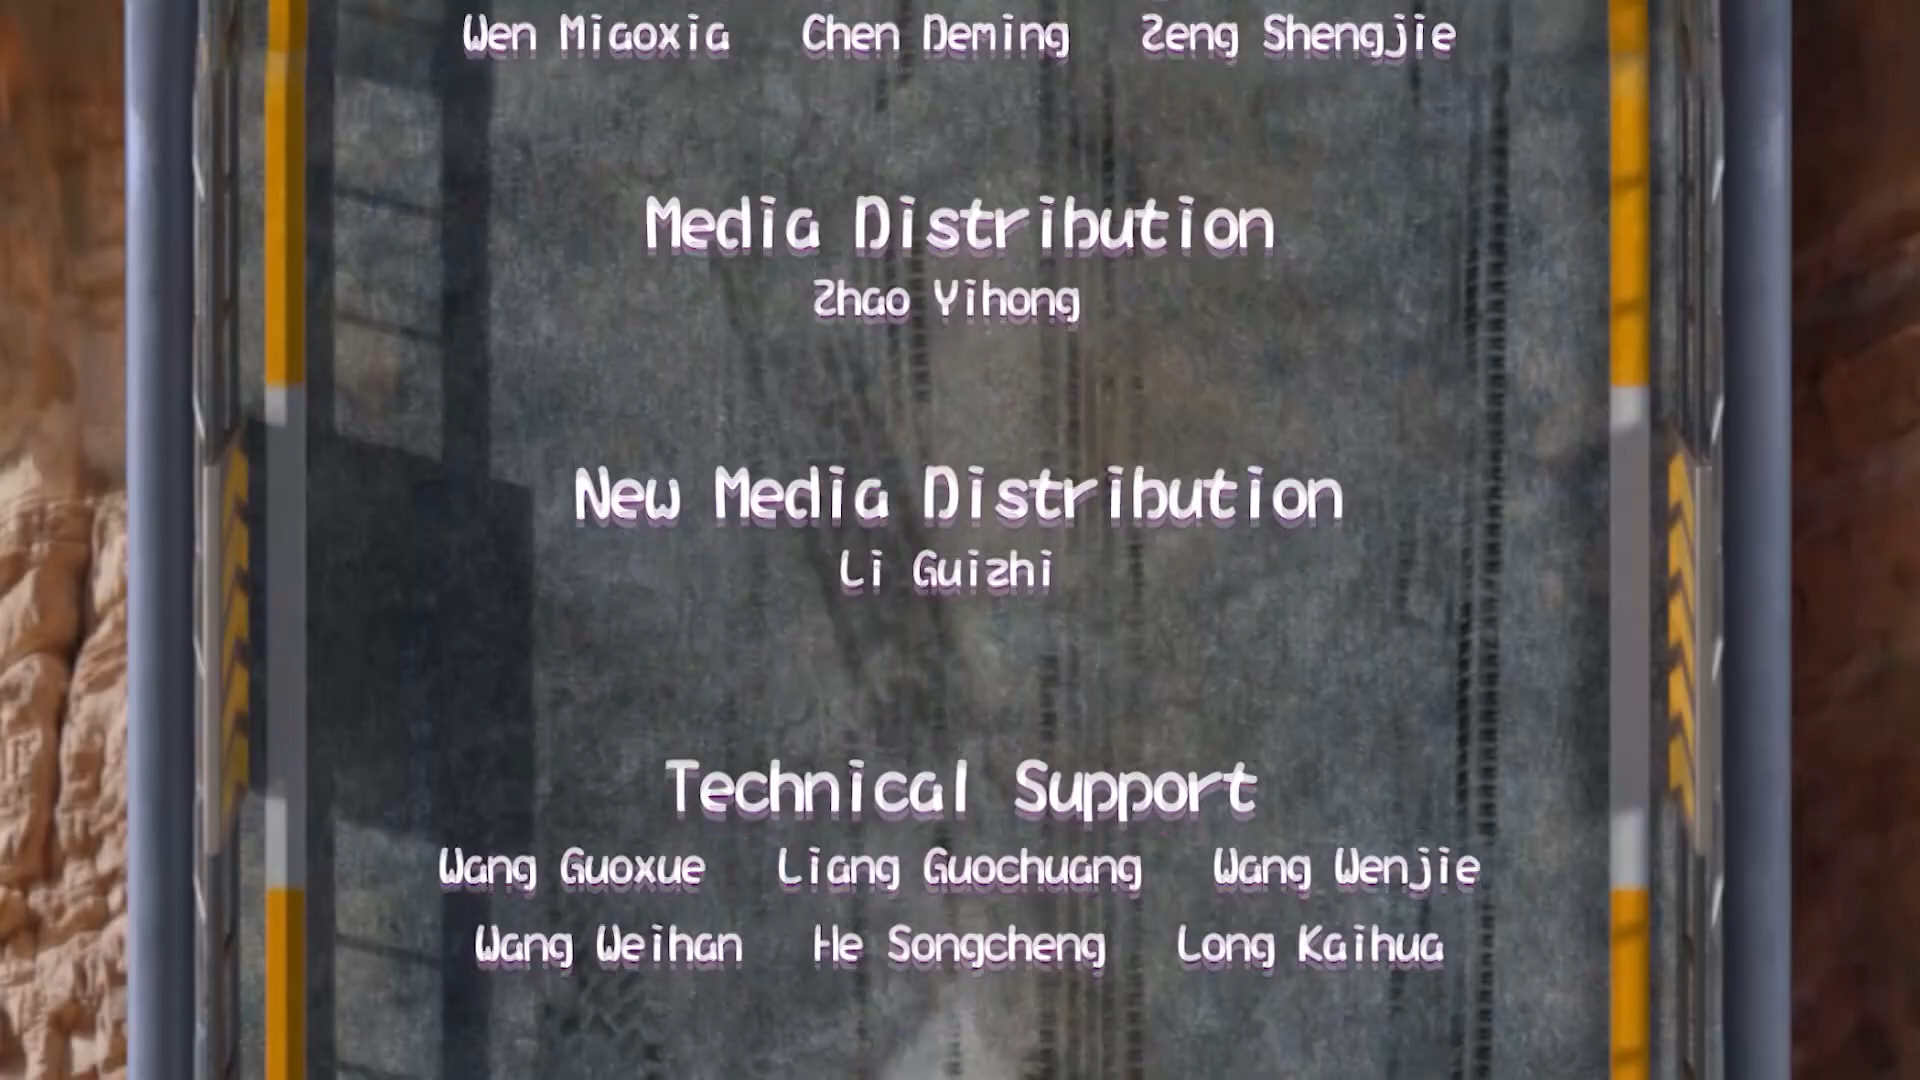 Wen Miaoxia Chen Deming Zeng Shengjie
Media Distribution
Zhao Yihong
New Media Distribution
Li Guizhi
Technical Support
Wang Guoxue Liang Guochuang Wang Wenjie
Wang Weihan He Songcheng Long Kaihua